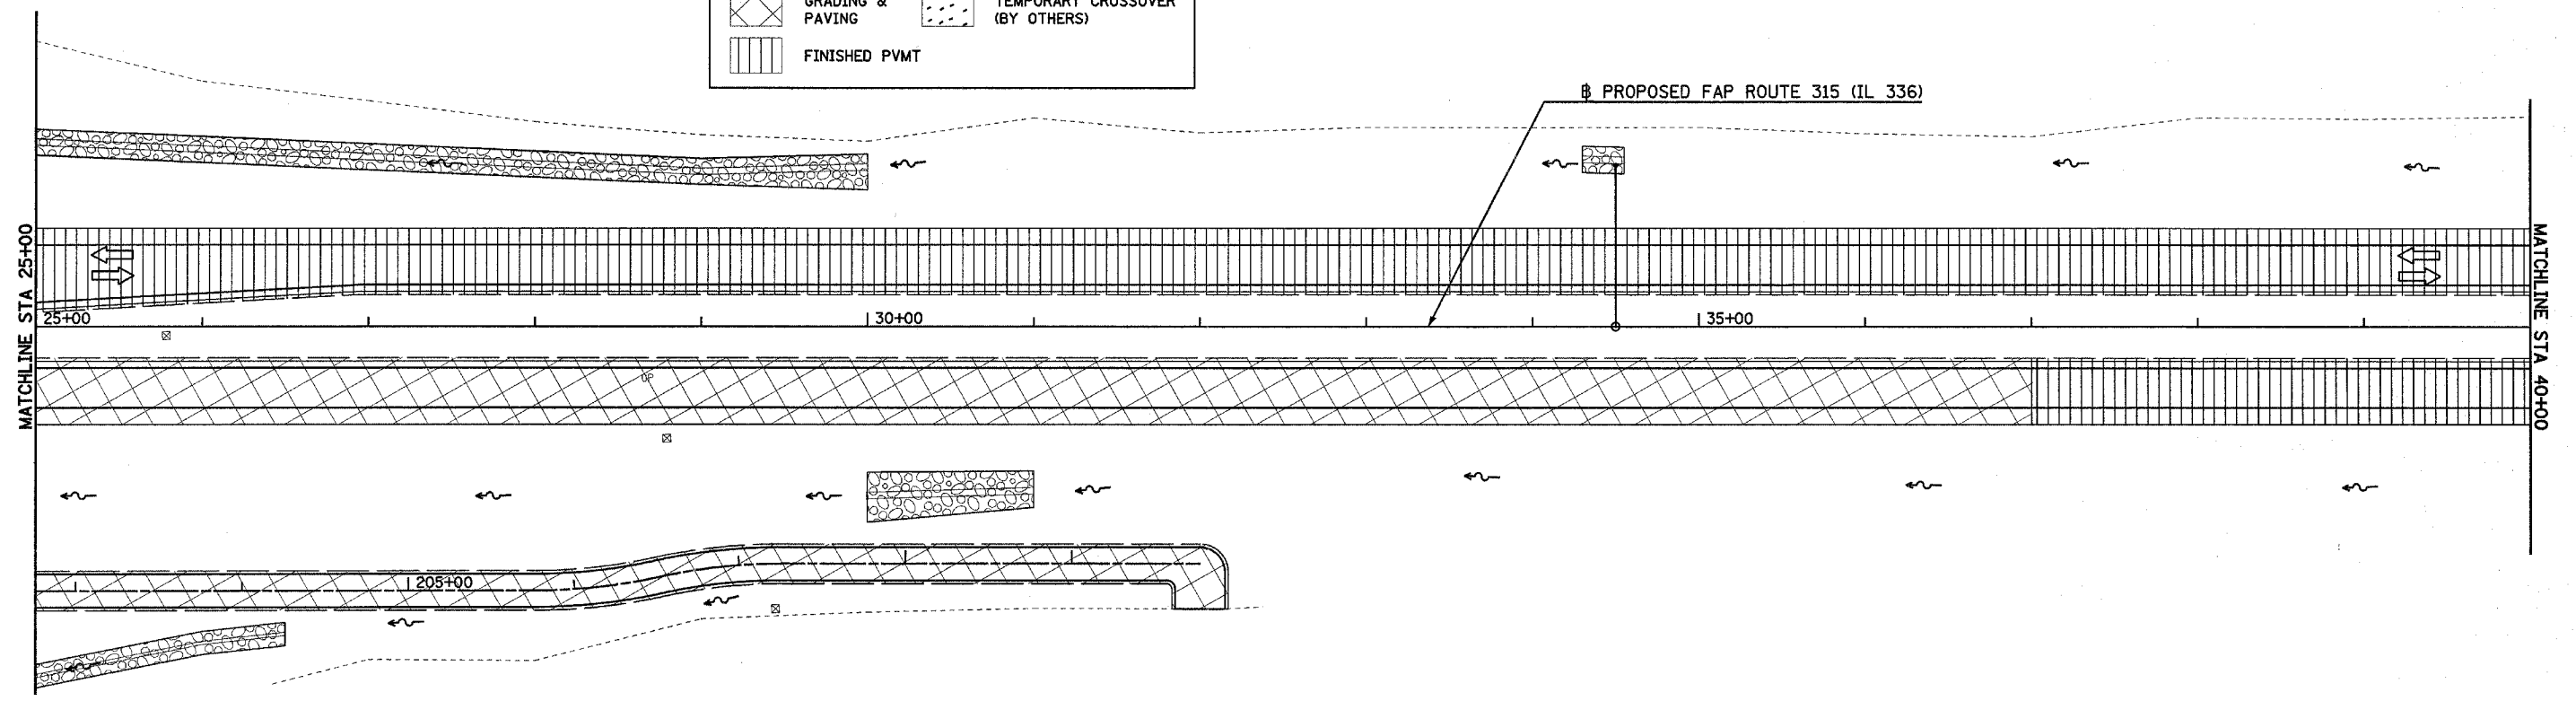 GRADING &
PAVING
TEMPORARY CROSSOVER
(BY OTHERS)
FINISHED PVMT
B PROPOSED FAP ROUTE 315 (IL 336)
MATCHLINE STA 25+00
25+00
30+00
35+00
MATCHLINE STA 40+00
205+00